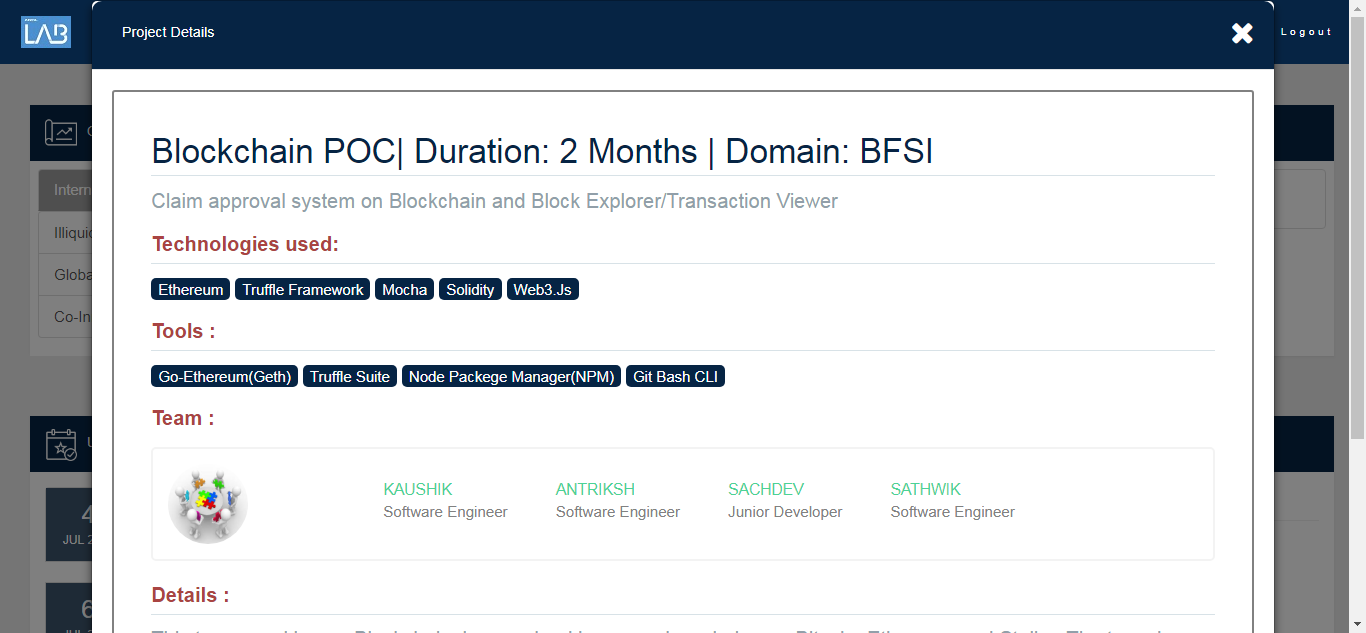 LAB
Project Details
Logout
Blockchain POC| Duration: 2 Months | Domain: BFSI
Claim approval system on Blockchain and Block Explorer/Transaction Viewer
Technologies used:
Ethereum Truffle Framework Mocha Solidity Web3.Js
Tools :
Go-Ethereum(Geth) Truffle Suite Node Packege Manager(NPM) Git Bash CLI
Team :
KAUSHIK ANTRIKSH SACHDEV SATHWIK
Software Engineer Software Engineer Junior Developer Software Engineer
Details :
Intern
Illiquid
Globa
Co-In
4
JUL 2
6